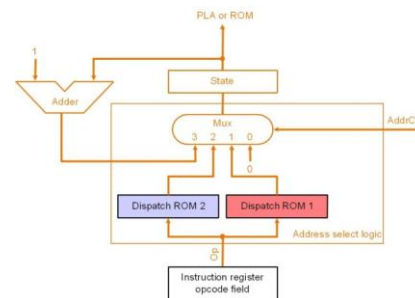 PLA or ROM
1
State
Adder
Mux
AddrC
3 2 1 0
0
Dispatch ROM 2
Dispatch ROM 1
Address select logic
Op
Instruction register
opcode field